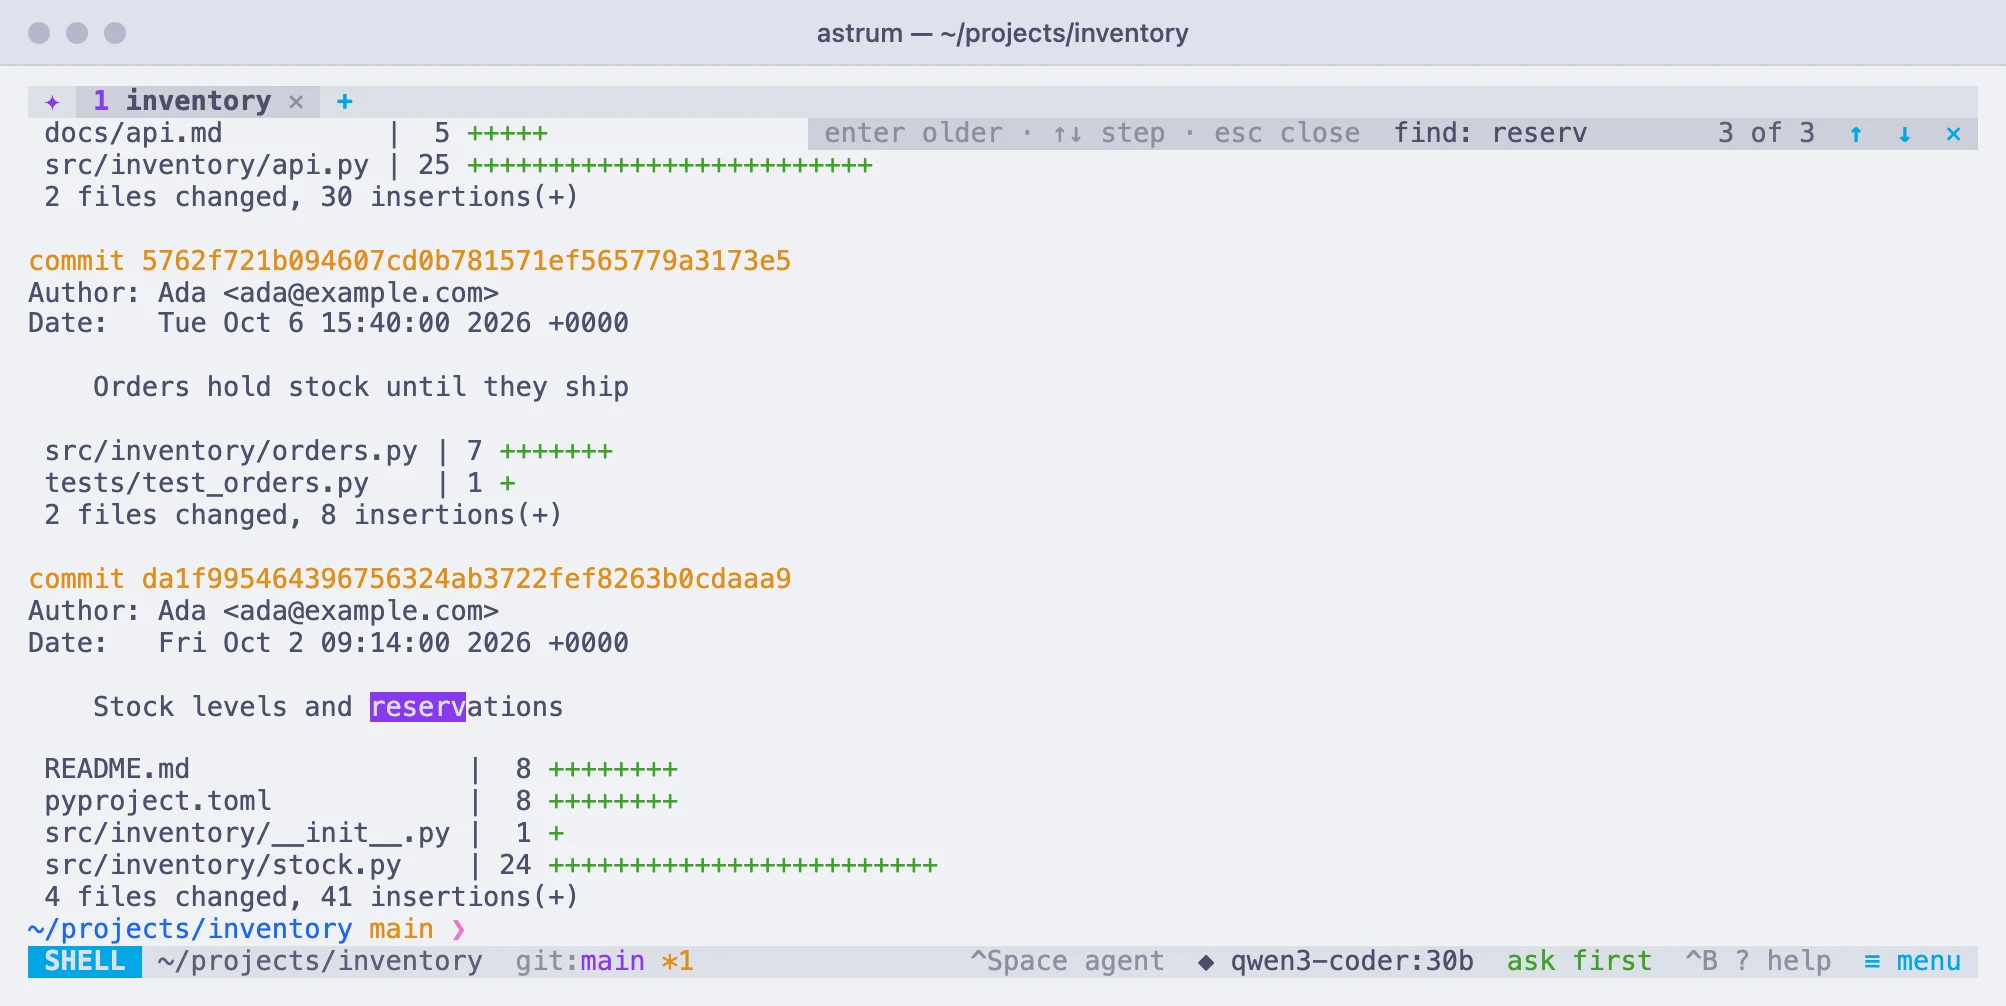 astrum — ~/projects/inventory
✦ 1 inventory × +
docs/api.md | 5 +++++ enter older · ↑↓ step · esc close find: reserv 3 of 3 ↑ ↓ ×
src/inventory/api.py | 25 +++++++++++++++++++++++++
2 files changed, 30 insertions(+)
commit 5762f721b094607cd0b781571ef565779a3173e5
Author: Ada <ada@example.com>
Date:   Tue Oct 6 15:40:00 2026 +0000
Orders hold stock until they ship
src/inventory/orders.py | 7 +++++++
tests/test_orders.py    | 1 +
2 files changed, 8 insertions(+)
commit da1f995464396756324ab3722fef8263b0cdaaa9
Author: Ada <ada@example.com>
Date:   Fri Oct 2 09:14:00 2026 +0000
Stock levels and reservations
README.md                 |  8 ++++++++
pyproject.toml            |  8 ++++++++
src/inventory/__init__.py |  1 +
src/inventory/stock.py    | 24 ++++++++++++++++++++++++
4 files changed, 41 insertions(+)
~/projects/inventory main ❯
SHELL ~/projects/inventory git:main *1 ^Space agent ◆ qwen3-coder:30b ask first ^B ? help ≡ menu